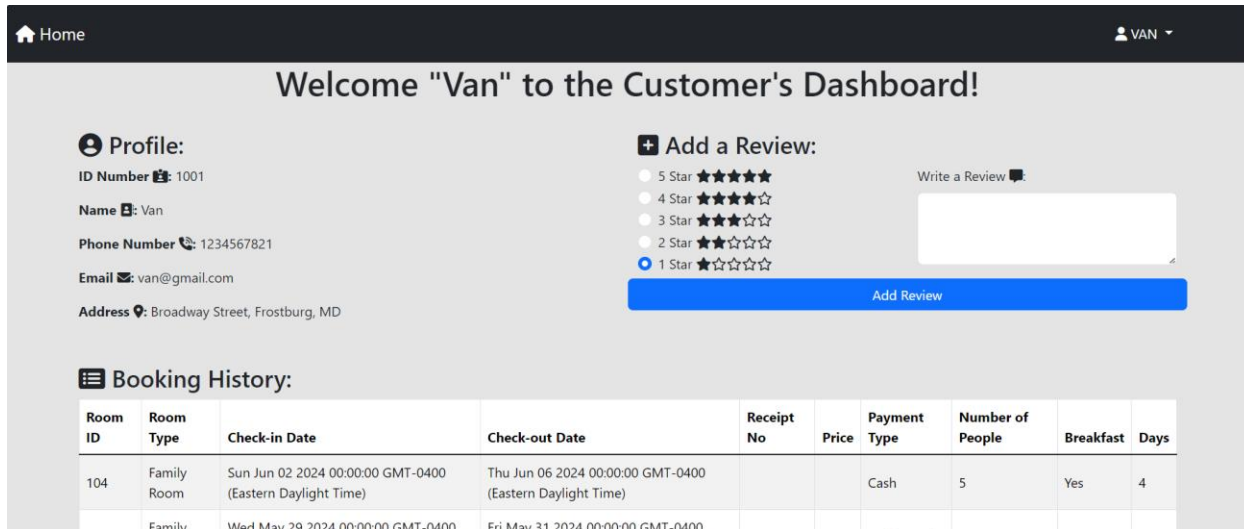 Home
VAN
Welcome "Van" to the Customer's Dashboard!
Profile:
ID Number : 1001
Name : Van
Phone Number : 1234567821
Email : van@gmail.com
Address : Broadway Street, Frostburg, MD
Add a Review:
5 Star ★★★★★
4 Star ★★★★☆
3 Star ★★★☆☆
2 Star ★★☆☆☆
1 Star ★☆☆☆☆
Write a Review :
Add Review
Booking History:
Room ID Room Type Check-in Date Check-out Date Receipt No Price Payment Type Number of People Breakfast Days
104 Family Room Sun Jun 02 2024 00:00:00 GMT-0400 (Eastern Daylight Time) Thu Jun 06 2024 00:00:00 GMT-0400 (Eastern Daylight Time) Cash 5 Yes 4
Family Wed May 29 2024 00:00:00 GMT-0400 Fri May 31 2024 00:00:00 GMT-0400